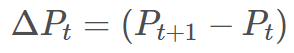 ΔP_t = (P_{t+1} − P_t)